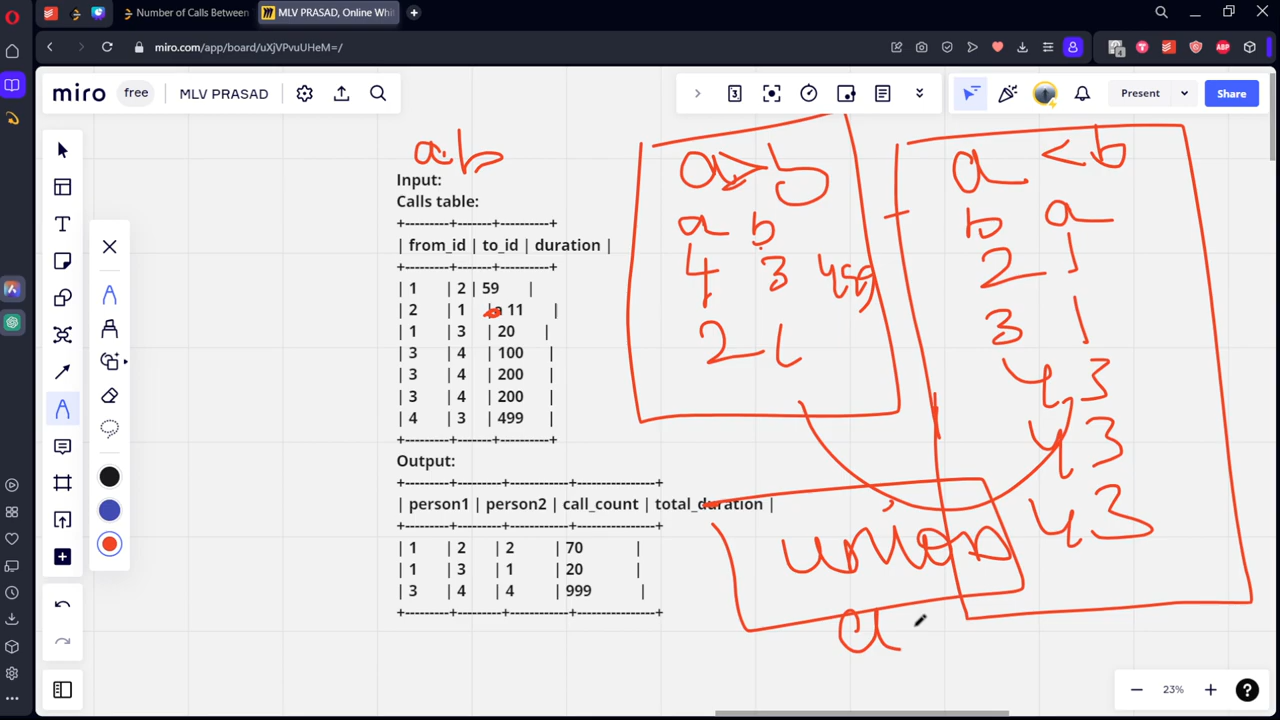 Number of Calls Between
MLV PRASAD, Online Whi
miro.com/app/board/uXjVPvuUHeM=/
miro
free
MLV PRASAD
Present
Share
a b
Input:
Calls table:
+---------+-------+----------+
| from_id | to_id | duration |
+---------+-------+----------+
| 1 | 2 | 59 |
| 2 | 1 | 11 |
| 1 | 3 | 20 |
| 3 | 4 | 100 |
| 3 | 4 | 200 |
| 3 | 4 | 200 |
| 4 | 3 | 499 |
+---------+-------+----------+
Output:
+---------+---------+------------+----------------+
| person1 | person2 | call_count | total_duration |
+---------+---------+------------+----------------+
| 1 | 2 | 2 | 70 |
| 1 | 3 | 1 | 20 |
| 3 | 4 | 4 | 999 |
+---------+---------+------------+----------------+
a > b
a b
4 3 499
2 1
a < b
b a
2 1
3 1
4 3
4 3
4 3
union
a
23%